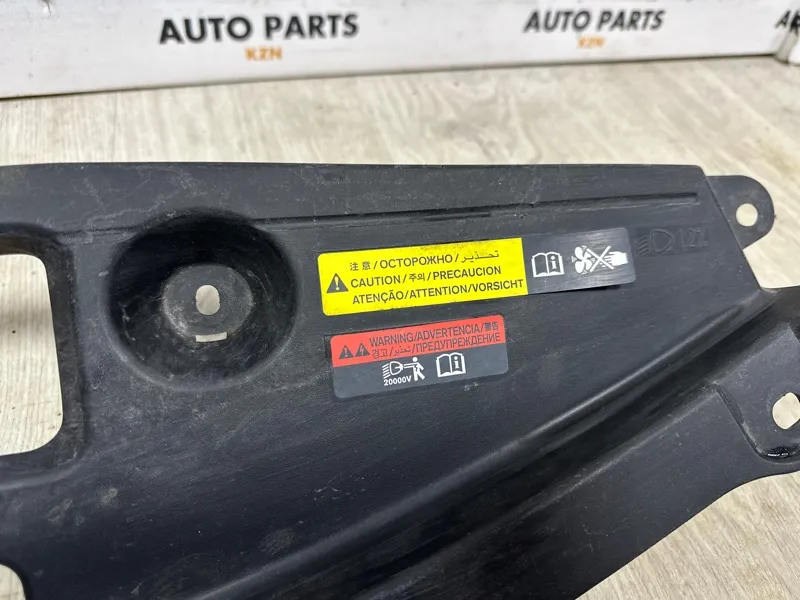 AUTO PARTS
KZN
AUTO PARTS
KZN
注意/ОСТОРОЖНО/تحذير
CAUTION/주의/PRECAUCION
ATENÇÃO/ATTENTION/VORSICHT
WARNING/ADVERTENCIA/警告
경고/تحذير/ПРЕДУПРЕЖДЕНИЕ
20000V